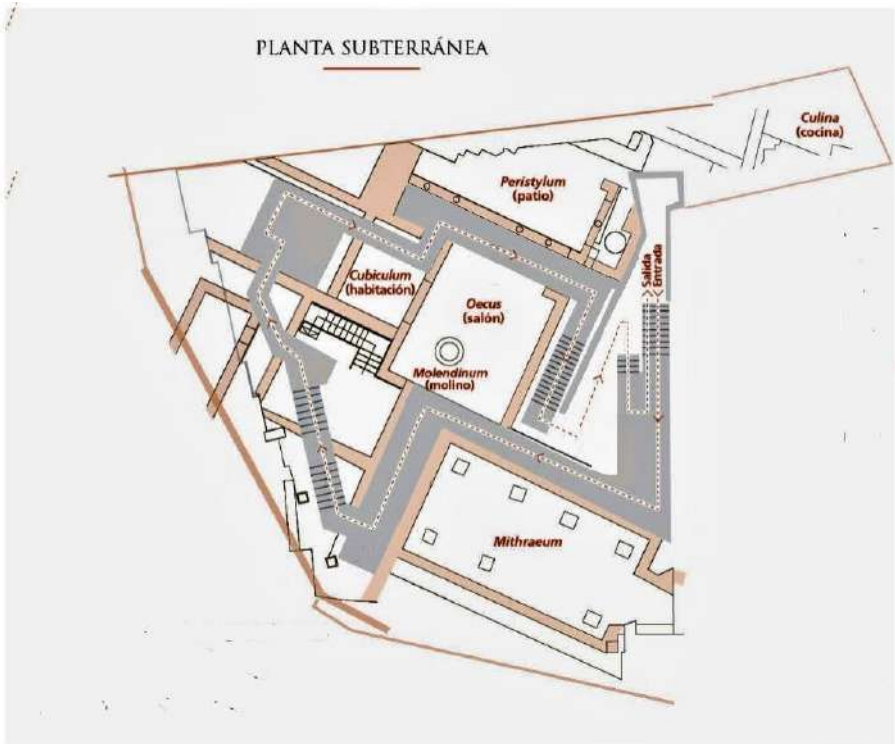 PLANTA SUBTERRÁNEA
Culina
(cocina)
Peristylum
(patio)
Salida
Entrada
Cubiculum
(habitación)
Oecus
(salón)
Molendinum
(molino)
Mithraeum